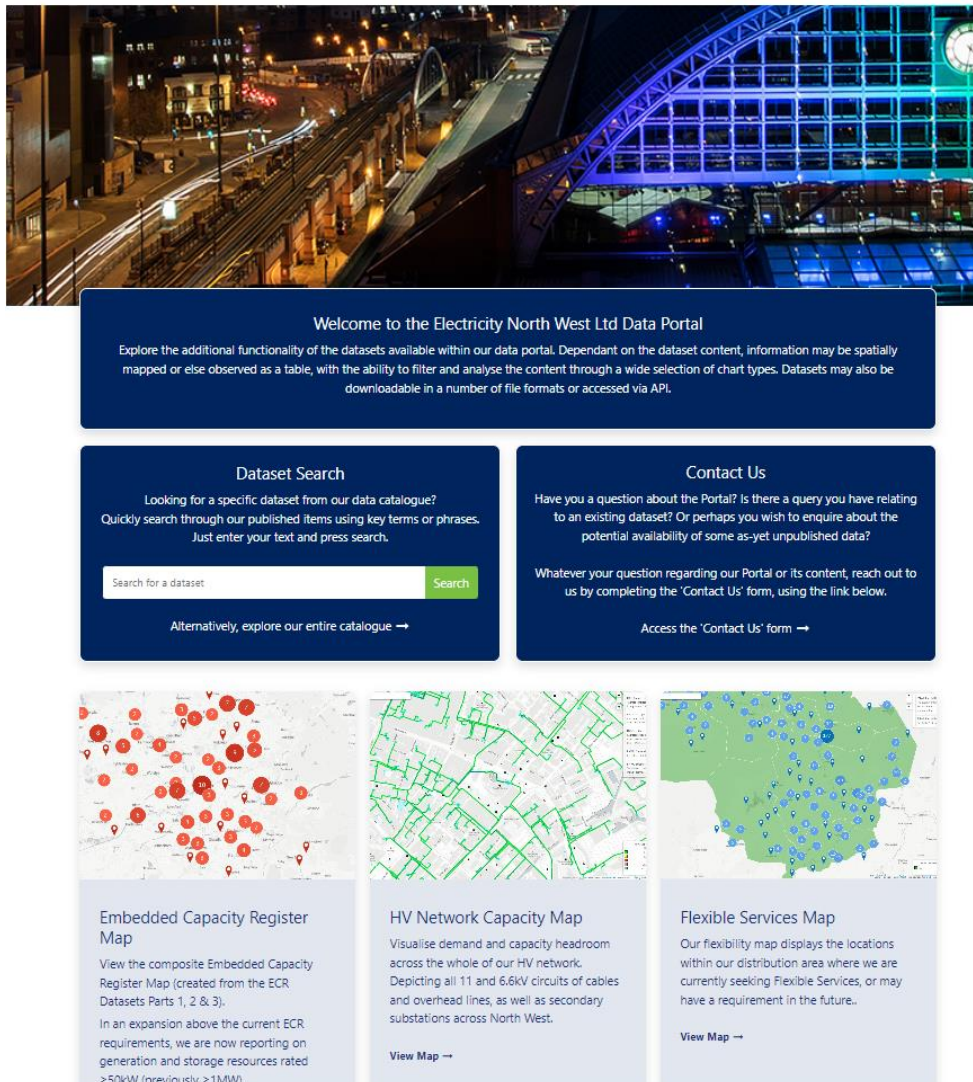 Welcome to the Electricity North West Ltd Data Portal
Explore the additional functionality of the datasets available within our data portal. Dependant on the dataset content, information may be spatially
mapped or else observed as a table, with the ability to filter and analyse the content through a wide selection of chart types. Datasets may also be
downloadable in a number of file formats or accessed via API.
Dataset Search
Looking for a specific dataset from our data catalogue?
Quickly search through our published items using key terms or phrases.
Just enter your text and press search.
Search for a dataset
Search
Alternatively, explore our entire catalogue →
Contact Us
Have you a question about the Portal? Is there a query you have relating
to an existing dataset? Or perhaps you wish to enquire about the
potential availability of some as-yet unpublished data?
Whatever your question regarding our Portal or its content, reach out to
us by completing the 'Contact Us' form, using the link below.
Access the 'Contact Us' form →
Embedded Capacity Register
Map
View the composite Embedded Capacity
Register Map (created from the ECR
Datasets Parts 1, 2 & 3).
In an expansion above the current ECR
requirements, we are now reporting on
generation and storage resources rated
>50kW (previously >1MW)
HV Network Capacity Map
Visualise demand and capacity headroom
across the whole of our HV network.
Depicting all 11 and 6.6kV circuits of cables
and overhead lines, as well as secondary
substations across North West.
View Map →
Flexible Services Map
Our flexibility map displays the locations
within our distribution area where we are
currently seeking Flexible Services, or may
have a requirement in the future..
View Map →